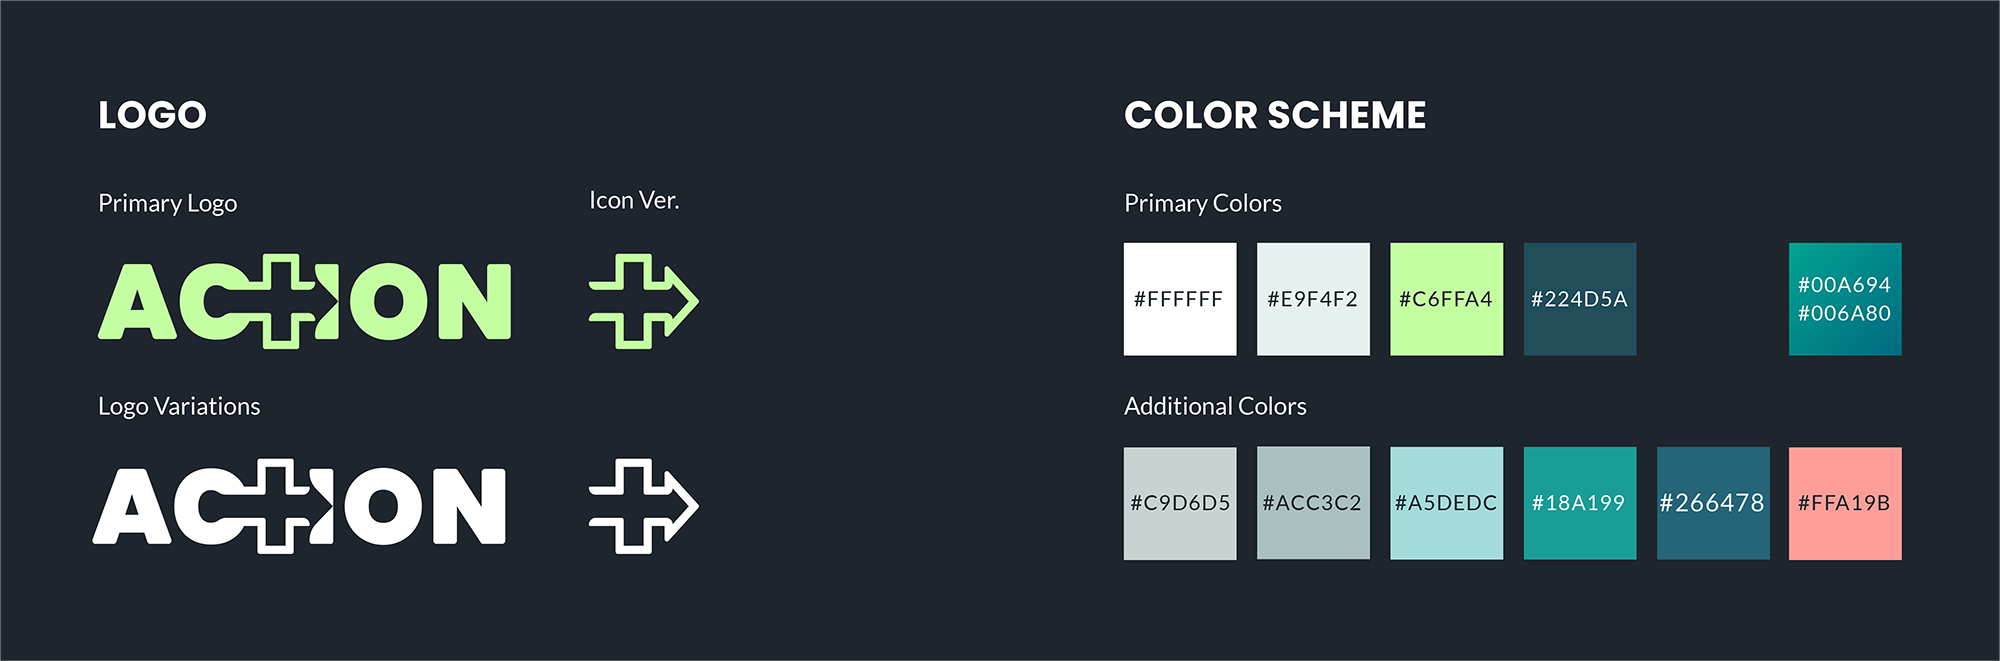 LOGO
Primary Logo
Icon Ver.
ACTION
Logo Variations
ACTION
COLOR SCHEME
Primary Colors
#FFFFFF
#E9F4F2
#C6FFA4
#224D5A
#00A694
#006A80
Additional Colors
#C9D6D5
#ACC3C2
#A5DEDC
#18A199
#266478
#FFA19B